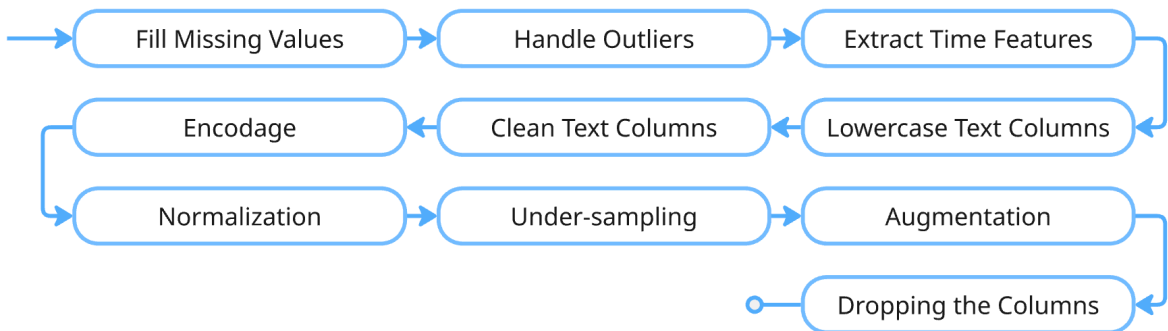 Fill Missing Values
Handle Outliers
Extract Time Features
Lowercase Text Columns
Clean Text Columns
Encodage
Normalization
Under-sampling
Augmentation
Dropping the Columns